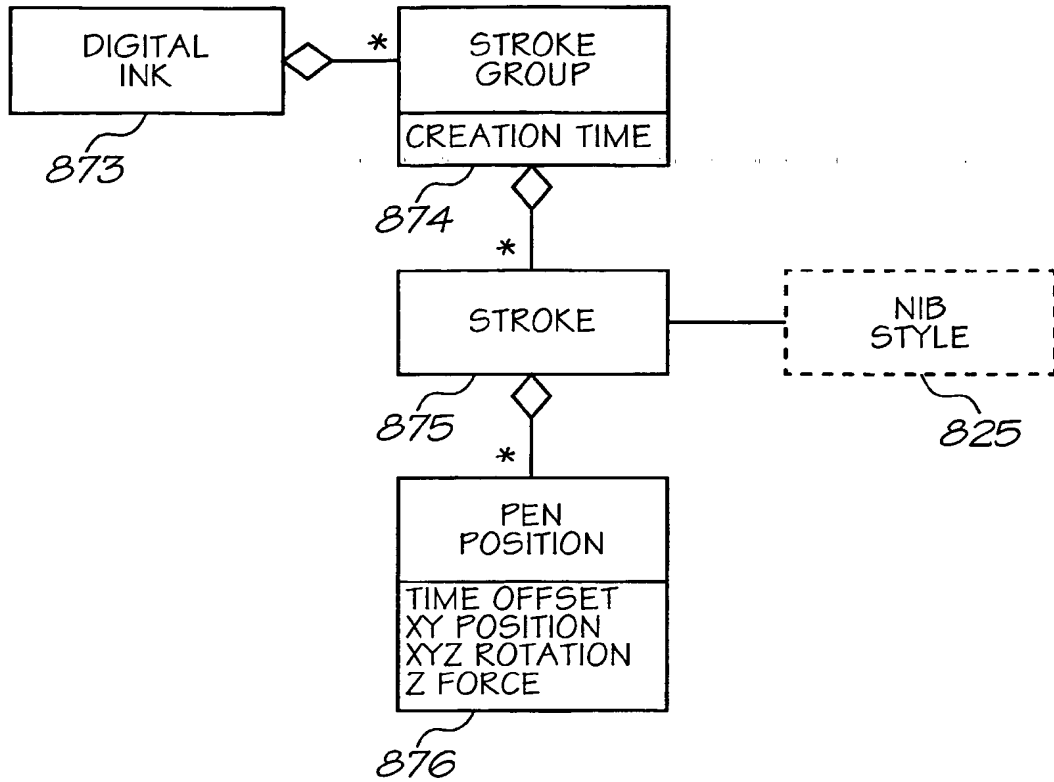 DIGITAL
INK
*
STROKE
GROUP
CREATION TIME
873
874
*
STROKE
NIB
STYLE
875
825
*
PEN
POSITION
TIME OFFSET
XY POSITION
XYZ ROTATION
Z FORCE
876